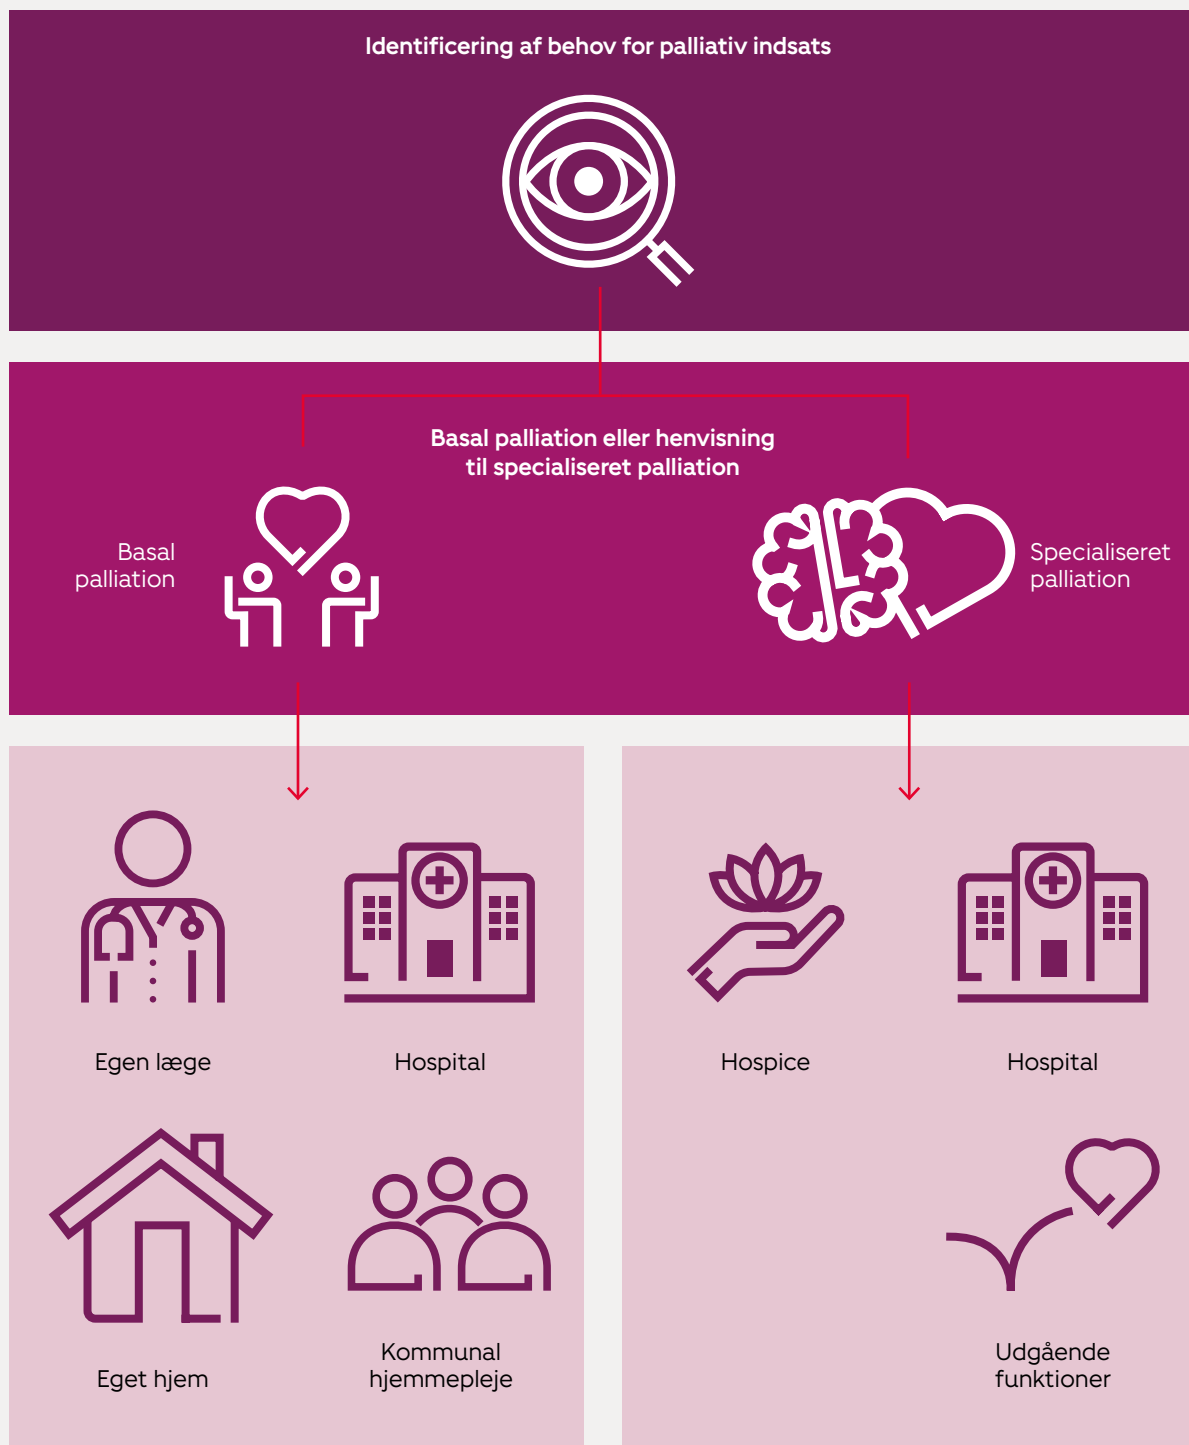 Identificering af behov for palliativ indsats
Basal palliation eller henvisning
til specialiseret palliation
Basal
palliation
Specialiseret
palliation
Egen læge
Hospital
Eget hjem
Kommunal
hjemmepleje
Hospice
Hospital
Udgående
funktioner